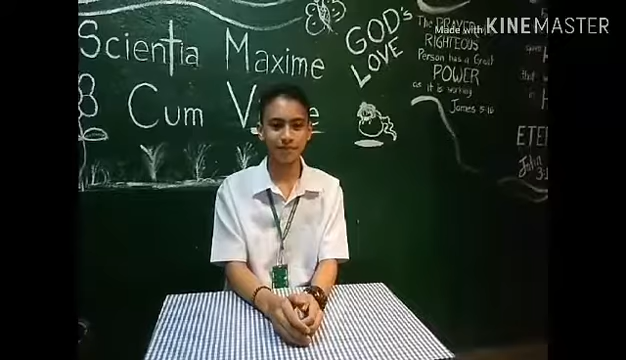 Scientia Maxime
& Cum V
GOD'S
LOVE
The PRAYER
RIGHTEOUS
Person has a Great
POWER
as it is working
James 5:16
ETER
John
3:1
Made with KINEMASTER